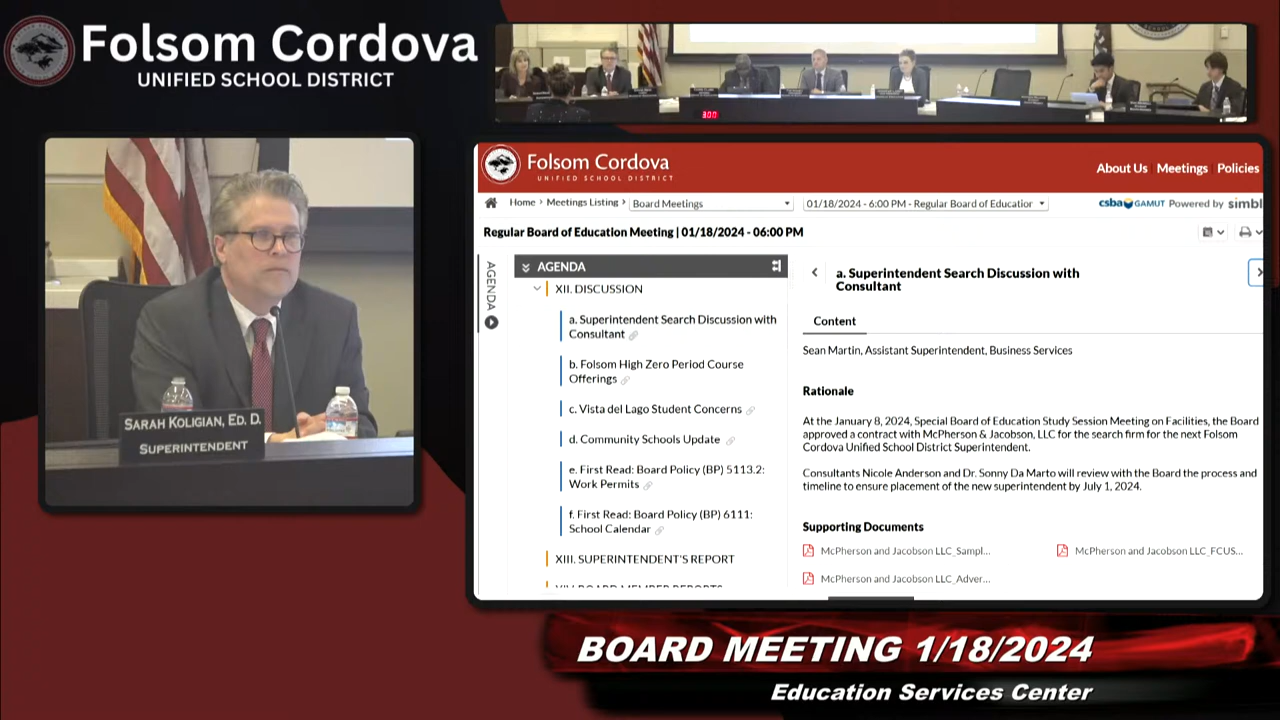 Folsom Cordova
UNIFIED SCHOOL DISTRICT
307
SARAH KOLIGIAN, ED. D.
SUPERINTENDENT
Folsom Cordova
UNIFIED SCHOOL DISTRICT
About Us Meetings Policies
Home > Meetings Listing > Board Meetings 01/18/2024 - 6:00 PM - Regular Board of Education csba GAMUT Powered by simbl
Regular Board of Education Meeting | 01/18/2024 - 06:00 PM
AGENDA
AGENDA
XII. DISCUSSION
a. Superintendent Search Discussion with
Consultant
b. Folsom High Zero Period Course
Offerings
c. Vista del Lago Student Concerns
d. Community Schools Update
e. First Read: Board Policy (BP) 5113.2:
Work Permits
f. First Read: Board Policy (BP) 6111:
School Calendar
XIII. SUPERINTENDENT'S REPORT
a. Superintendent Search Discussion with
Consultant
Content
Sean Martin, Assistant Superintendent, Business Services
Rationale
At the January 8, 2024, Special Board of Education Study Session Meeting on Facilities, the Board
approved a contract with McPherson & Jacobson, LLC for the search firm for the next Folsom
Cordova Unified School District Superintendent.
Consultants Nicole Anderson and Dr. Sonny Da Marto will review with the Board the process and
timeline to ensure placement of the new superintendent by July 1, 2024.
Supporting Documents
McPherson and Jacobson LLC_Sampl... McPherson and Jacobson LLC_FCUS...
McPherson and Jacobson LLC_Adver...
BOARD MEETING 1/18/2024
Education Services Center